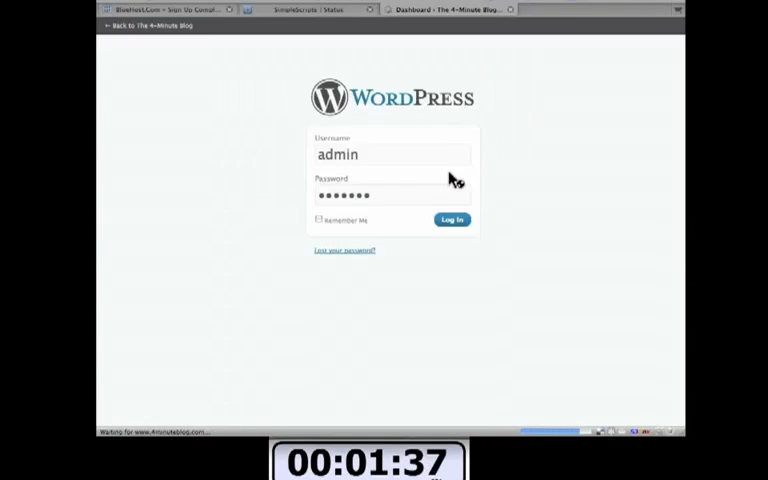 BlueHost.Com - Sign Up Compl...
SimpleScripts | Status
Dashboard - The 4-Minute Blog...
← Back to The 4-Minute Blog
WORDPRESS
Username
admin
Password
Remember Me
Log In
Lost your password?
Waiting for www.4minuteblog.com...
00:01:37